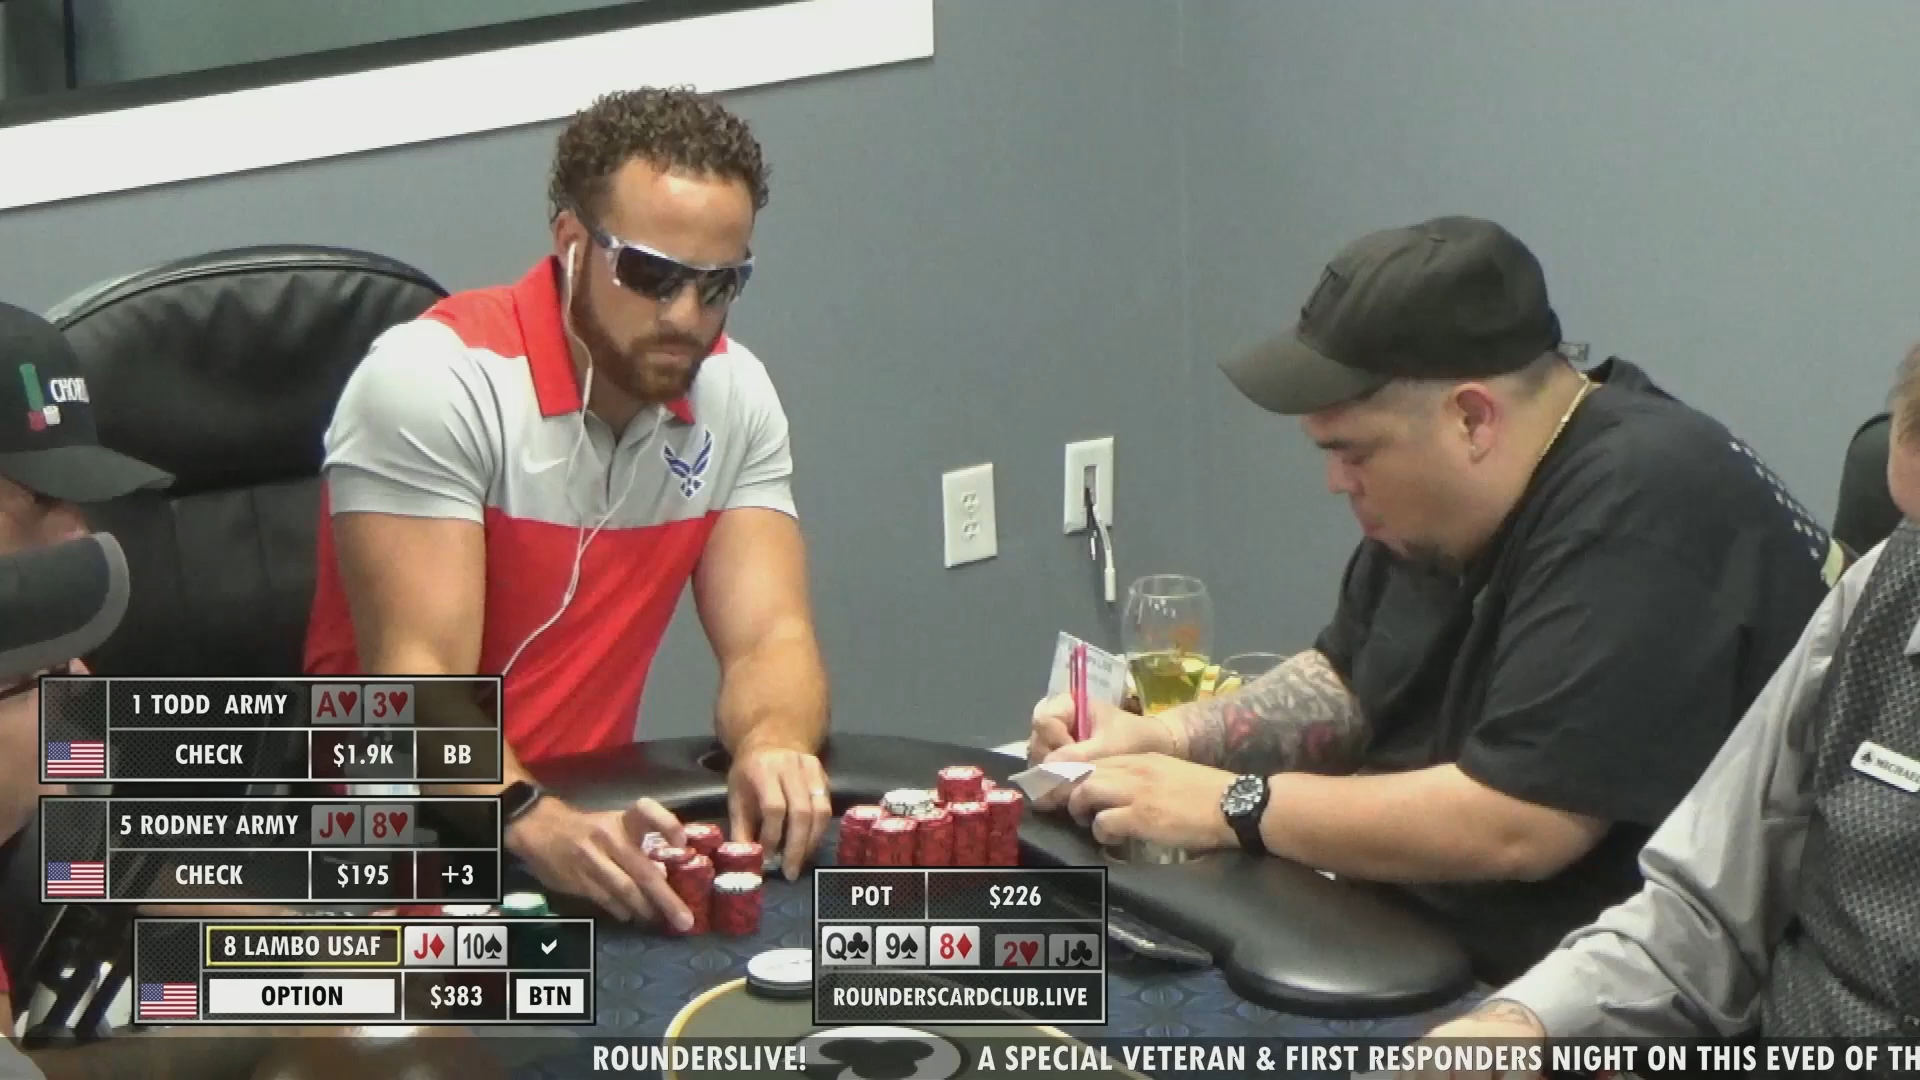 CHOP
MICHAEL
1 TODD ARMY A♥ 3♥
CHECK $1.9K BB
5 RODNEY ARMY J♥ 8♥
CHECK $195 +3
8 LAMBO USAF J♦ 10♠
OPTION $383 BTN
POT $226
Q♣ 9♠ 8♦ 2♥ J♣
ROUNDERSCARDCLUB.LIVE
ROUNDERSLIVE! A SPECIAL VETERAN & FIRST RESPONDERS NIGHT ON THIS EVED OF TH